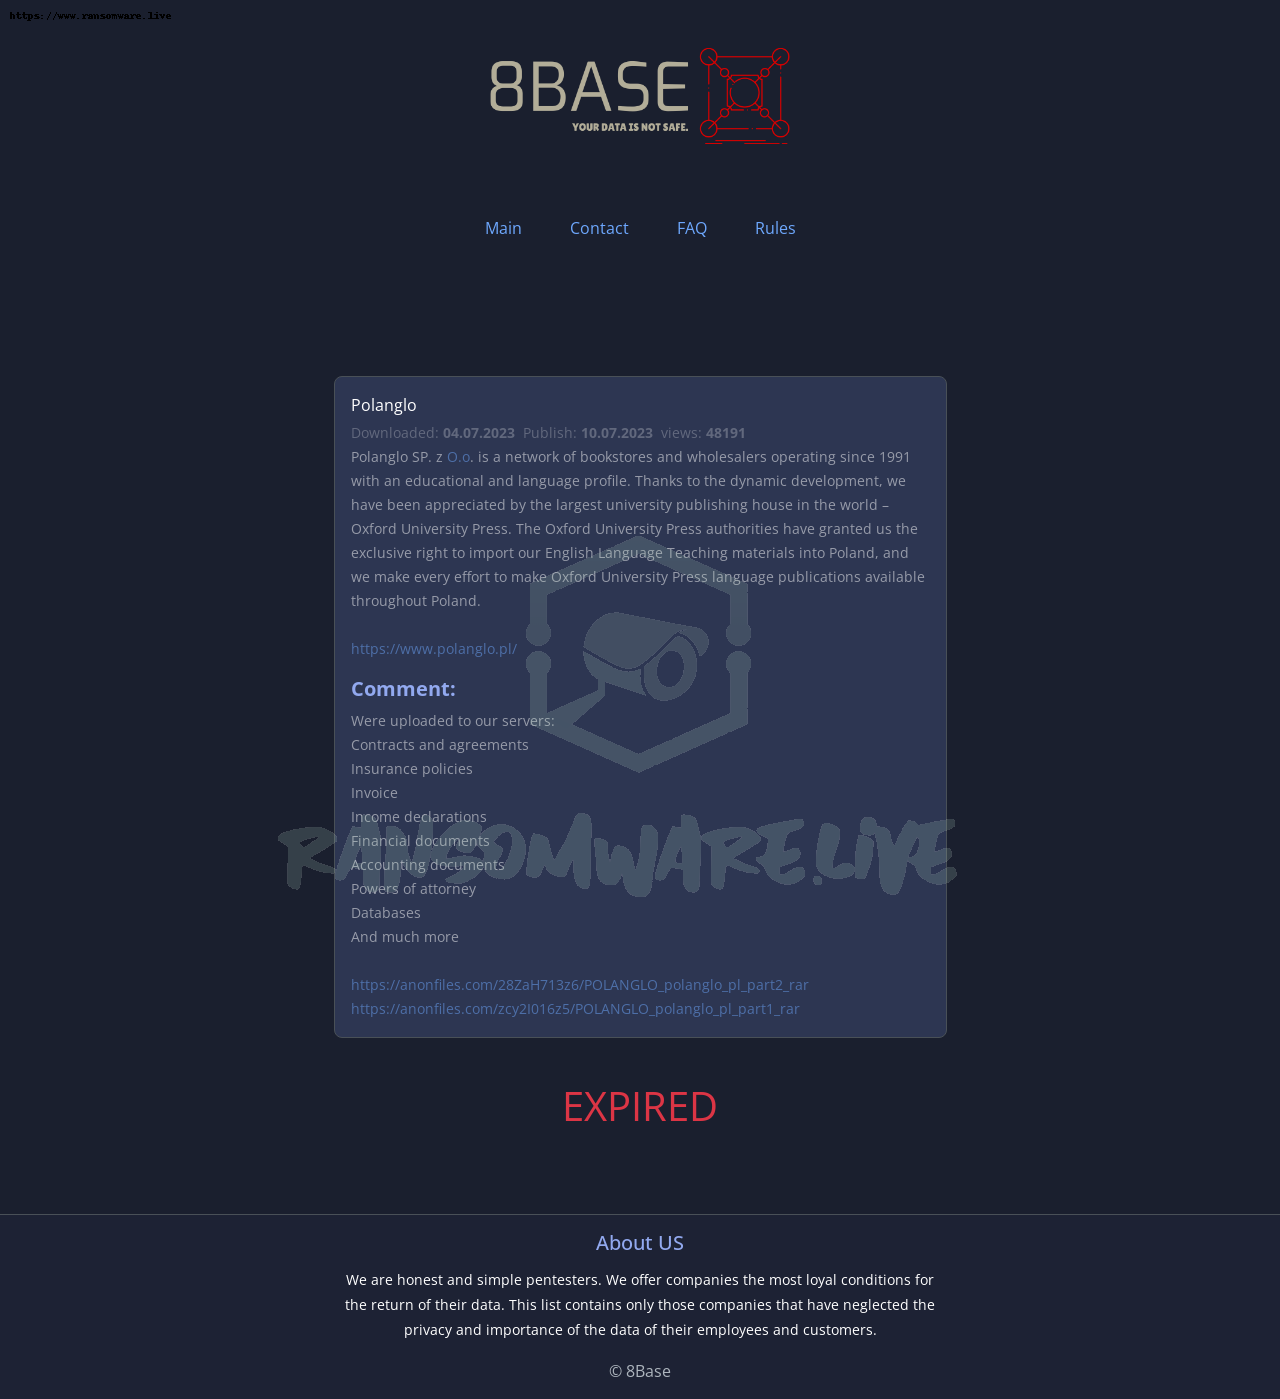 https://www.ransomware.live
8BASE
YOUR DATA IS NOT SAFE.
Main Contact FAQ Rules
Polanglo
Downloaded: 04.07.2023 Publish: 10.07.2023 views: 48191
Polanglo SP. z O.o. is a network of bookstores and wholesalers operating since 1991
with an educational and language profile. Thanks to the dynamic development, we
have been appreciated by the largest university publishing house in the world –
Oxford University Press. The Oxford University Press authorities have granted us the
exclusive right to import our English Language Teaching materials into Poland, and
we make every effort to make Oxford University Press language publications available
throughout Poland.
https://www.polanglo.pl/
Comment:
Were uploaded to our servers:
Contracts and agreements
Insurance policies
Invoice
Income declarations
Financial documents
RANSOMWARE.LIVE
Accounting documents
Powers of attorney
Databases
And much more
https://anonfiles.com/28ZaH713z6/POLANGLO_polanglo_pl_part2_rar
https://anonfiles.com/zcy2I016z5/POLANGLO_polanglo_pl_part1_rar
EXPIRED
About US
We are honest and simple pentesters. We offer companies the most loyal conditions for
the return of their data. This list contains only those companies that have neglected the
privacy and importance of the data of their employees and customers.
© 8Base